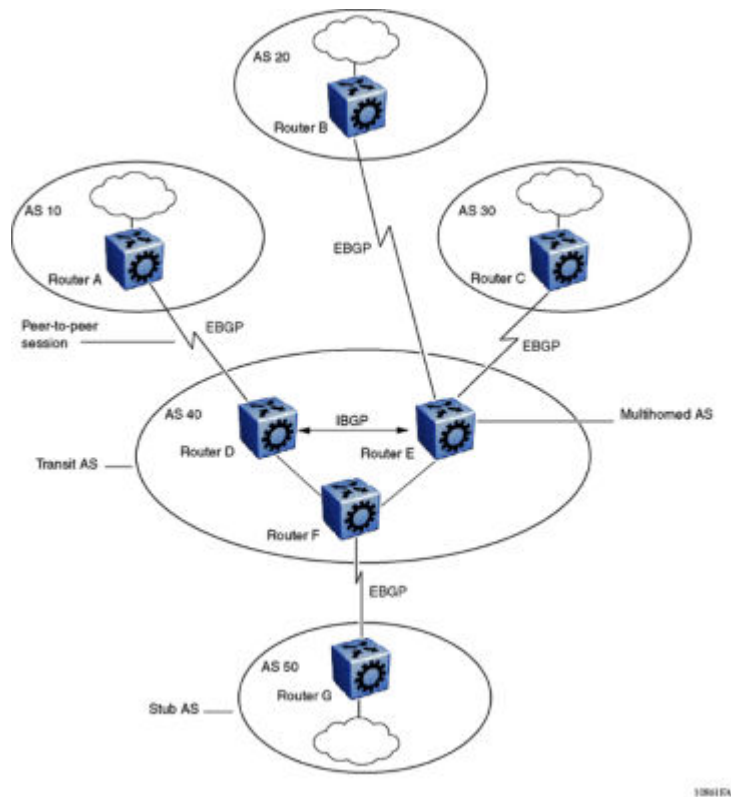 AS 20
Router B
AS 10
Router A
AS 30
Router C
EBGP
Peer-to-peer
session
EBGP
EBGP
AS 40
IBGP
Multihomed AS
Router D
Router E
Transit AS
Router F
EBGP
AS 50
Router G
Stub AS